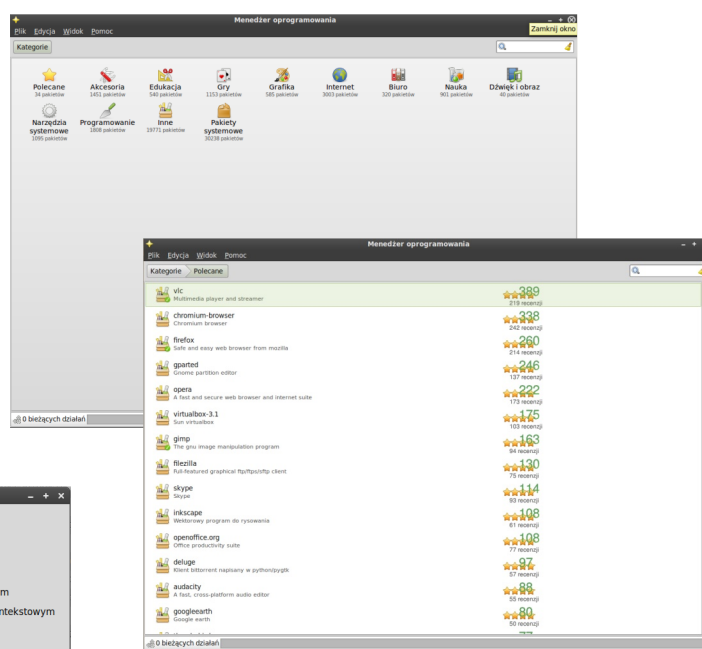 Menedżer oprogramowania
Zamknij okno
Plik Edycja Widok Pomoc
Kategorie
Polecane
34 pakietów
Akcesoria
1451 pakietów
Edukacja
540 pakietów
Gry
1153 pakietów
Grafika
585 pakietów
Internet
3003 pakietów
Biuro
320 pakietów
Nauka
901 pakietów
Dźwięk i obraz
40 pakietów
Narzędzia
systemowe
1095 pakietów
Programowanie
1808 pakietów
Inne
19771 pakietów
Pakiety
systemowe
30238 pakietów
0 bieżących działań
Menedżer oprogramowania
Plik Edycja Widok Pomoc
Kategorie Polecane
vlc
Multimedia player and streamer
389
219 recenzji
chromium-browser
Chromium browser
338
242 recenzji
firefox
Safe and easy web browser from mozilla
260
214 recenzji
gparted
Gnome partition editor
246
137 recenzji
opera
A fast and secure web browser and internet suite
222
173 recenzji
virtualbox-3.1
Sun virtualbox
175
103 recenzji
gimp
The gnu image manipulation program
163
94 recenzji
filezilla
Full-featured graphical ftp/ftps/sftp client
130
75 recenzji
skype
Skype
114
93 recenzji
inkscape
Wektorowy program do rysowania
108
61 recenzji
openoffice.org
Office productivity suite
108
77 recenzji
deluge
Klient bittorrent napisany w python/pygtk
97
57 recenzji
audacity
A fast, cross-platform audio editor
88
55 recenzji
googleearth
Google earth
80
50 recenzji
0 bieżących działań
m
ntekstowym